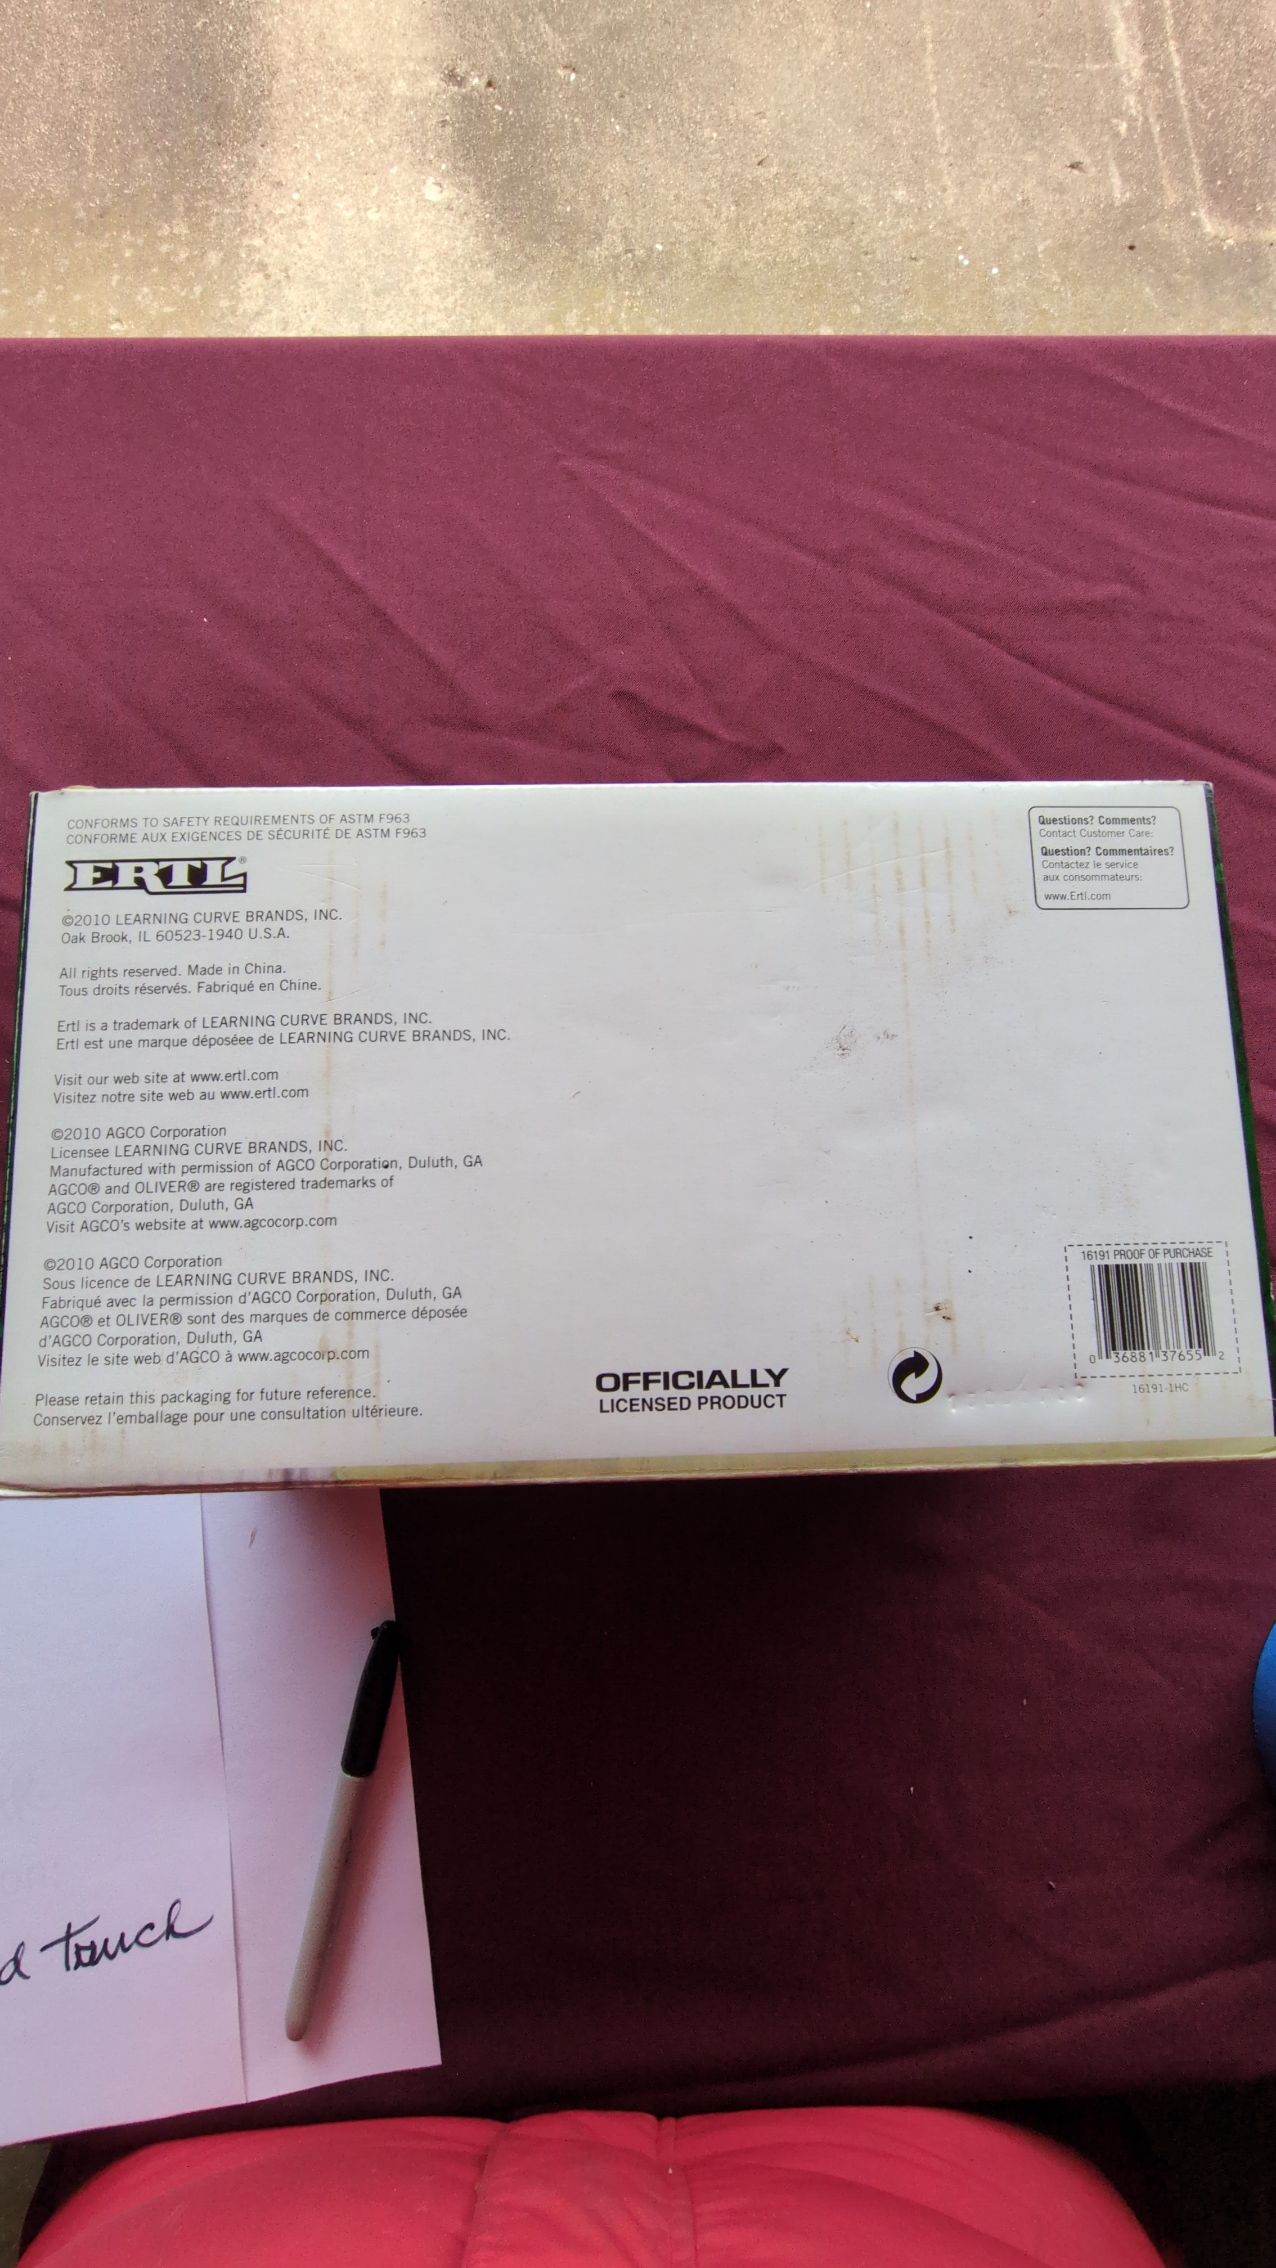 CONFORMS TO SAFETY REQUIREMENTS OF ASTM F963
CONFORME AUX EXIGENCES DE SÉCURITÉ DE ASTM F963
ERTL®
©2010 LEARNING CURVE BRANDS, INC.
Oak Brook, IL 60523-1940 U.S.A.
All rights reserved. Made in China.
Tous droits réservés. Fabriqué en Chine.
Ertl is a trademark of LEARNING CURVE BRANDS, INC.
Ertl est une marque déposéee de LEARNING CURVE BRANDS, INC.
Visit our web site at www.ertl.com
Visitez notre site web au www.ertl.com
©2010 AGCO Corporation
Licensee LEARNING CURVE BRANDS, INC.
Manufactured with permission of AGCO Corporation, Duluth, GA
AGCO® and OLIVER® are registered trademarks of
AGCO Corporation, Duluth, GA
Visit AGCO's website at www.agcocorp.com
©2010 AGCO Corporation
Sous licence de LEARNING CURVE BRANDS, INC.
Fabriqué avec la permission d'AGCO Corporation, Duluth, GA
AGCO® et OLIVER® sont des marques de commerce déposée
d'AGCO Corporation, Duluth, GA
Visitez le site web d'AGCO à www.agcocorp.com
Please retain this packaging for future reference.
Conservez l'emballage pour une consultation ultérieure.
OFFICIALLY
LICENSED PRODUCT
Questions? Comments?
Contact Customer Care:
Question? Commentaires?
Contactez le service
aux consommateurs:
www.Ertl.com
16191 PROOF OF PURCHASE
0 36881 37655 2
16191-1HC
d touch